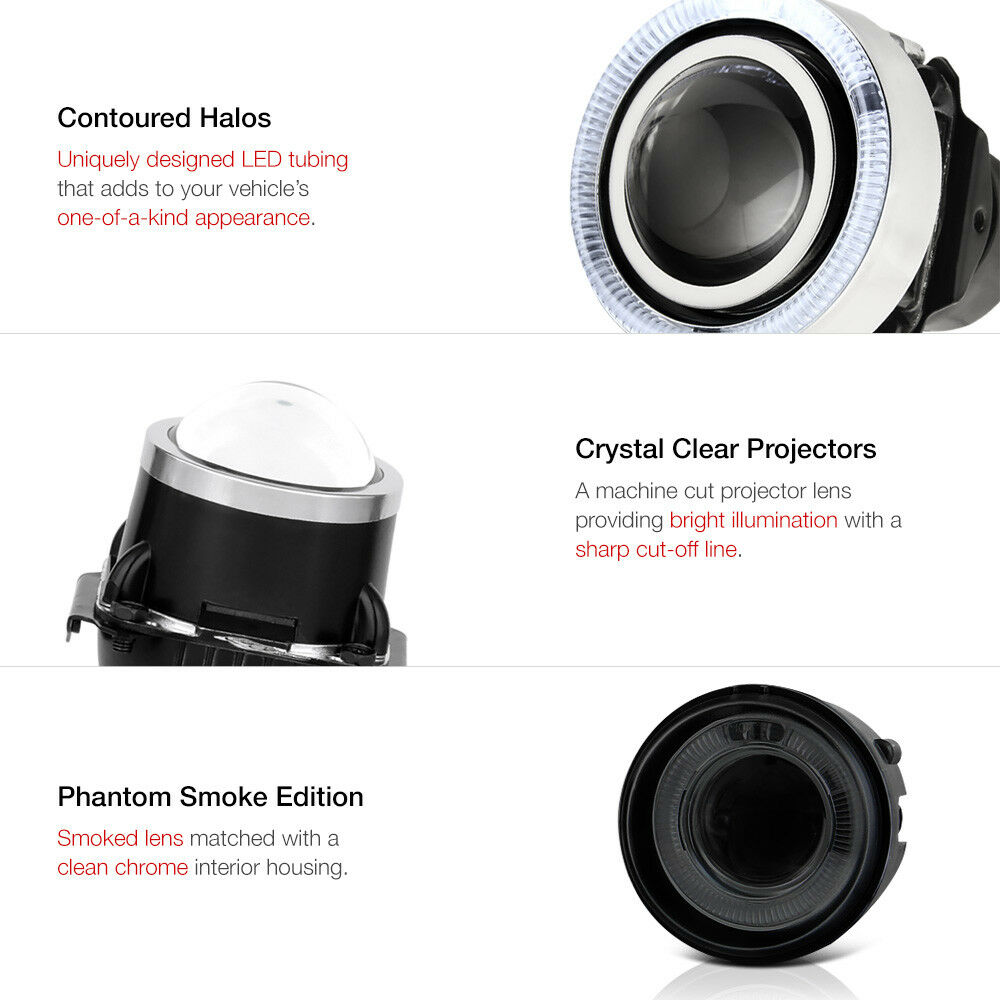 Contoured Halos
Uniquely designed LED tubing
that adds to your vehicle's
one-of-a-kind appearance.
Crystal Clear Projectors
A machine cut projector lens
providing bright illumination with a
sharp cut-off line.
Phantom Smoke Edition
Smoked lens matched with a
clean chrome interior housing.